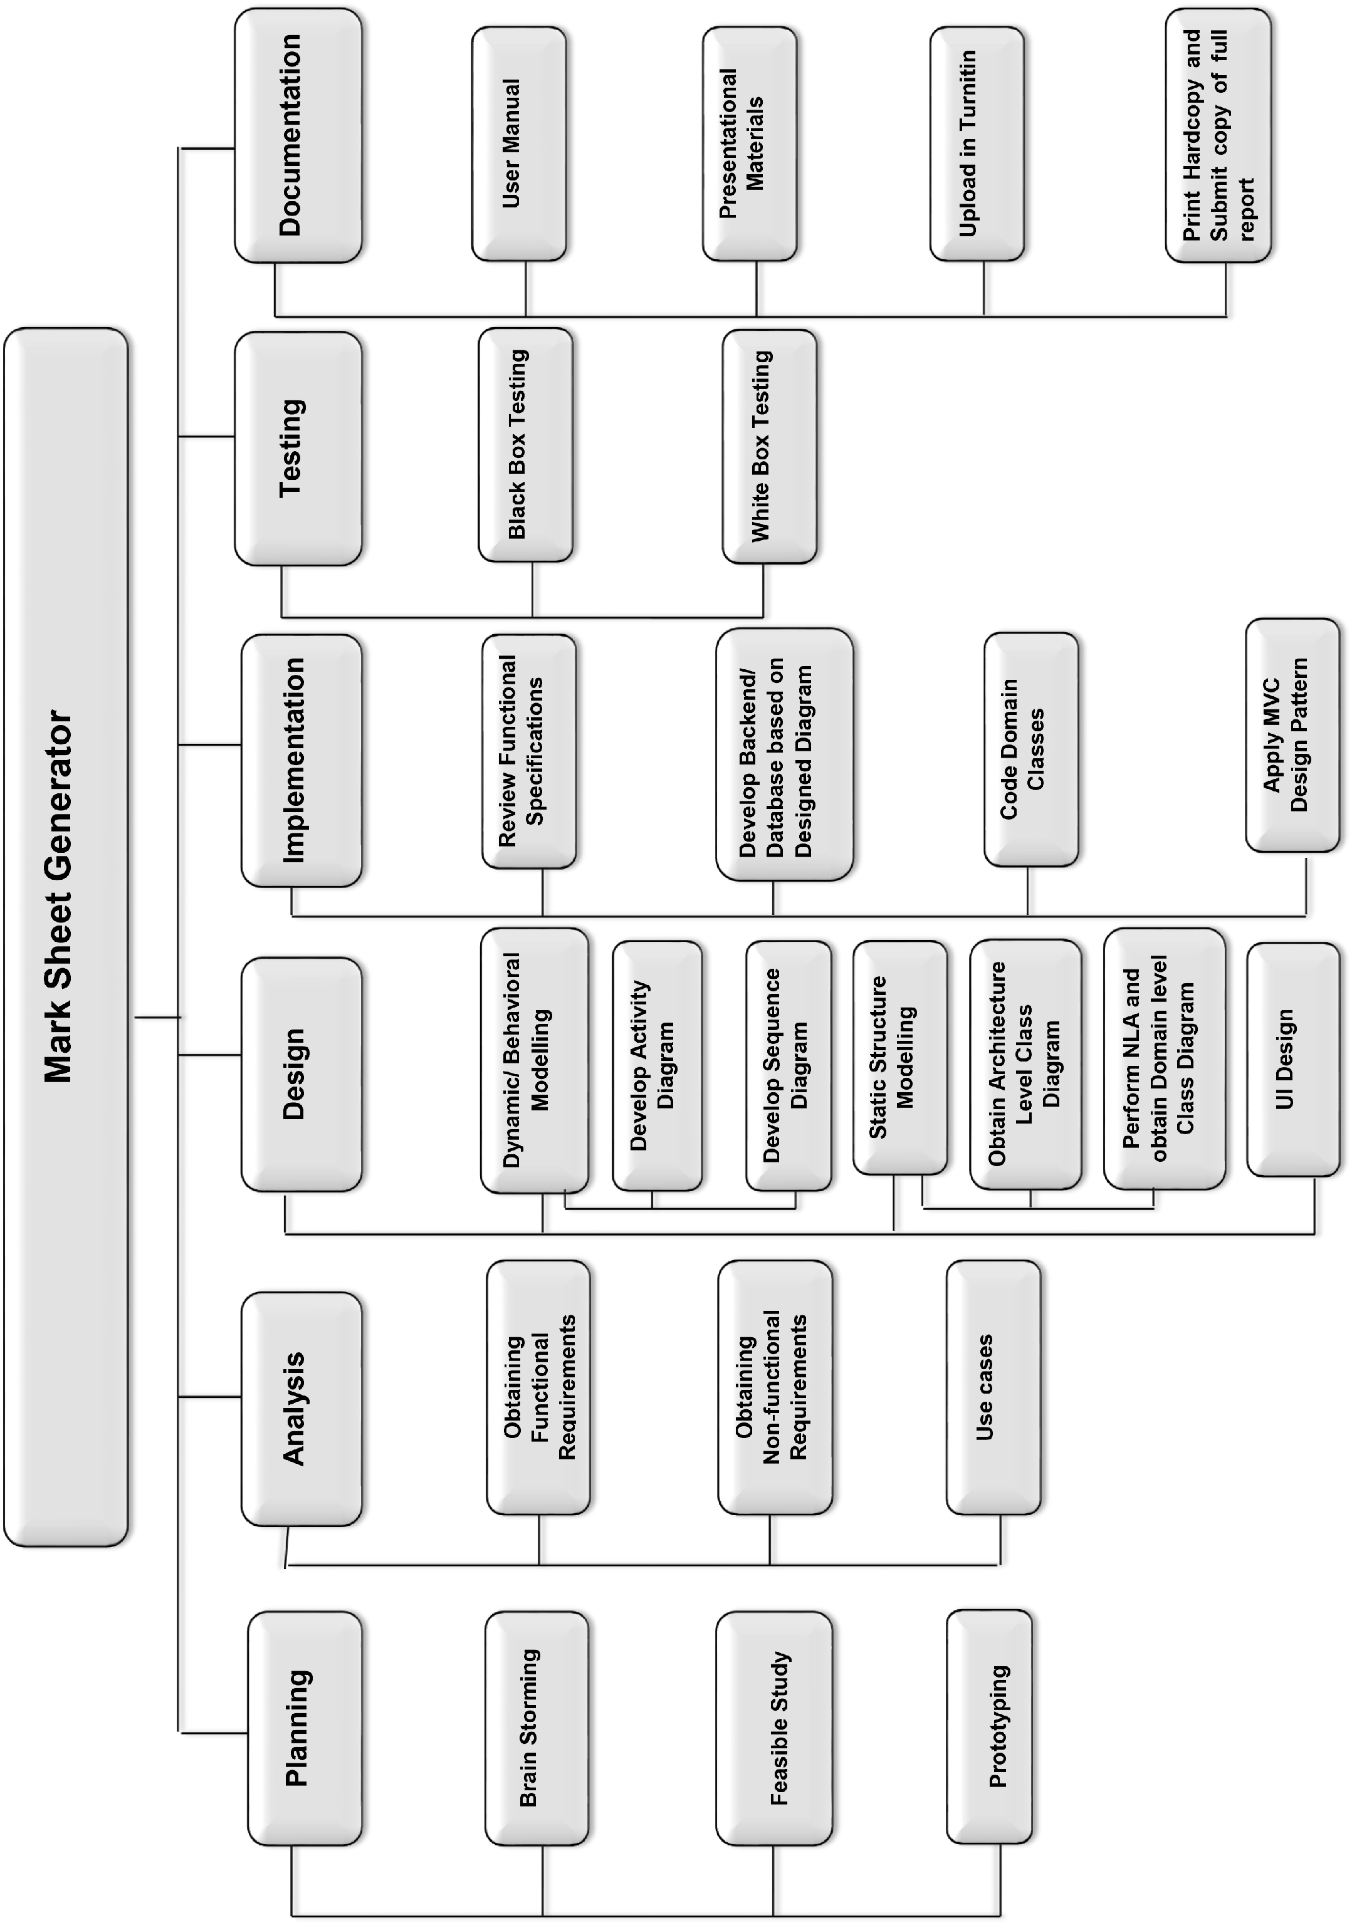 Mark Sheet Generator
Planning
Brain Storming
Feasible Study
Prototyping
Analysis
Obtaining
Functional
Requirements
Obtaining
Non-functional
Requirements
Use cases
Design
Dynamic/ Behavioral
Modelling
Develop Activity
Diagram
Develop Sequence
Diagram
Static Structure
Modelling
Obtain Architecture
Level Class
Diagram
Perform NLA and
obtain Domain level
Class Diagram
UI Design
Implementation
Review Functional
Specifications
Develop Backend/
Database based on
Designed Diagram
Code Domain
Classes
Apply MVC
Design Pattern
Testing
Black Box Testing
White Box Testing
Documentation
User Manual
Presentational
Materials
Upload in Turnitin
Print Hardcopy and
Submit copy of full
report